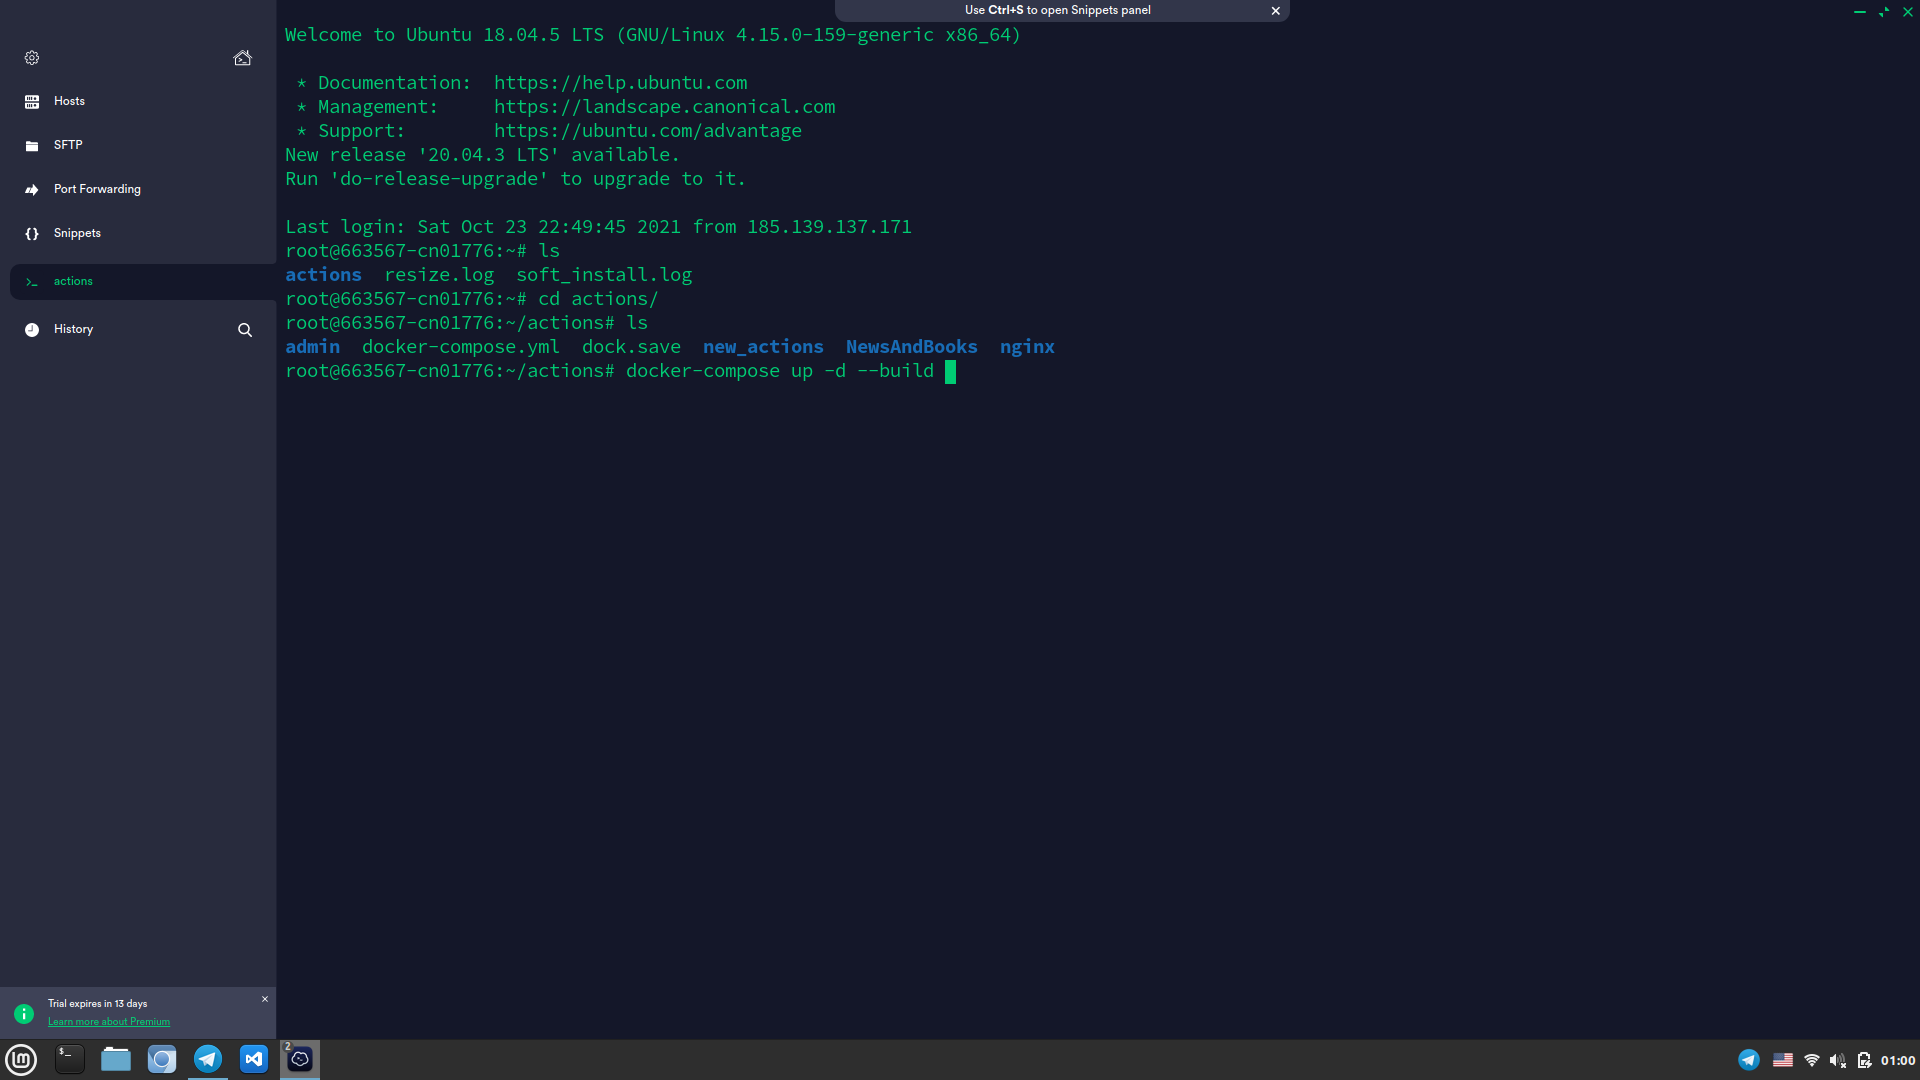 Use Ctrl+S to open Snippets panel
Hosts
SFTP
Port Forwarding
Snippets
actions
History
Welcome to Ubuntu 18.04.5 LTS (GNU/Linux 4.15.0-159-generic x86_64)
* Documentation:  https://help.ubuntu.com
* Management:     https://landscape.canonical.com
* Support:        https://ubuntu.com/advantage
New release '20.04.3 LTS' available.
Run 'do-release-upgrade' to upgrade to it.
Last login: Sat Oct 23 22:49:45 2021 from 185.139.137.171
root@663567-cn01776:~# ls
actions  resize.log  soft_install.log
root@663567-cn01776:~# cd actions/
root@663567-cn01776:~/actions# ls
admin  docker-compose.yml  dock.save  new_actions  NewsAndBooks  nginx
root@663567-cn01776:~/actions# docker-compose up -d --build
Trial expires in 13 days
Learn more about Premium
$_
2
01:00